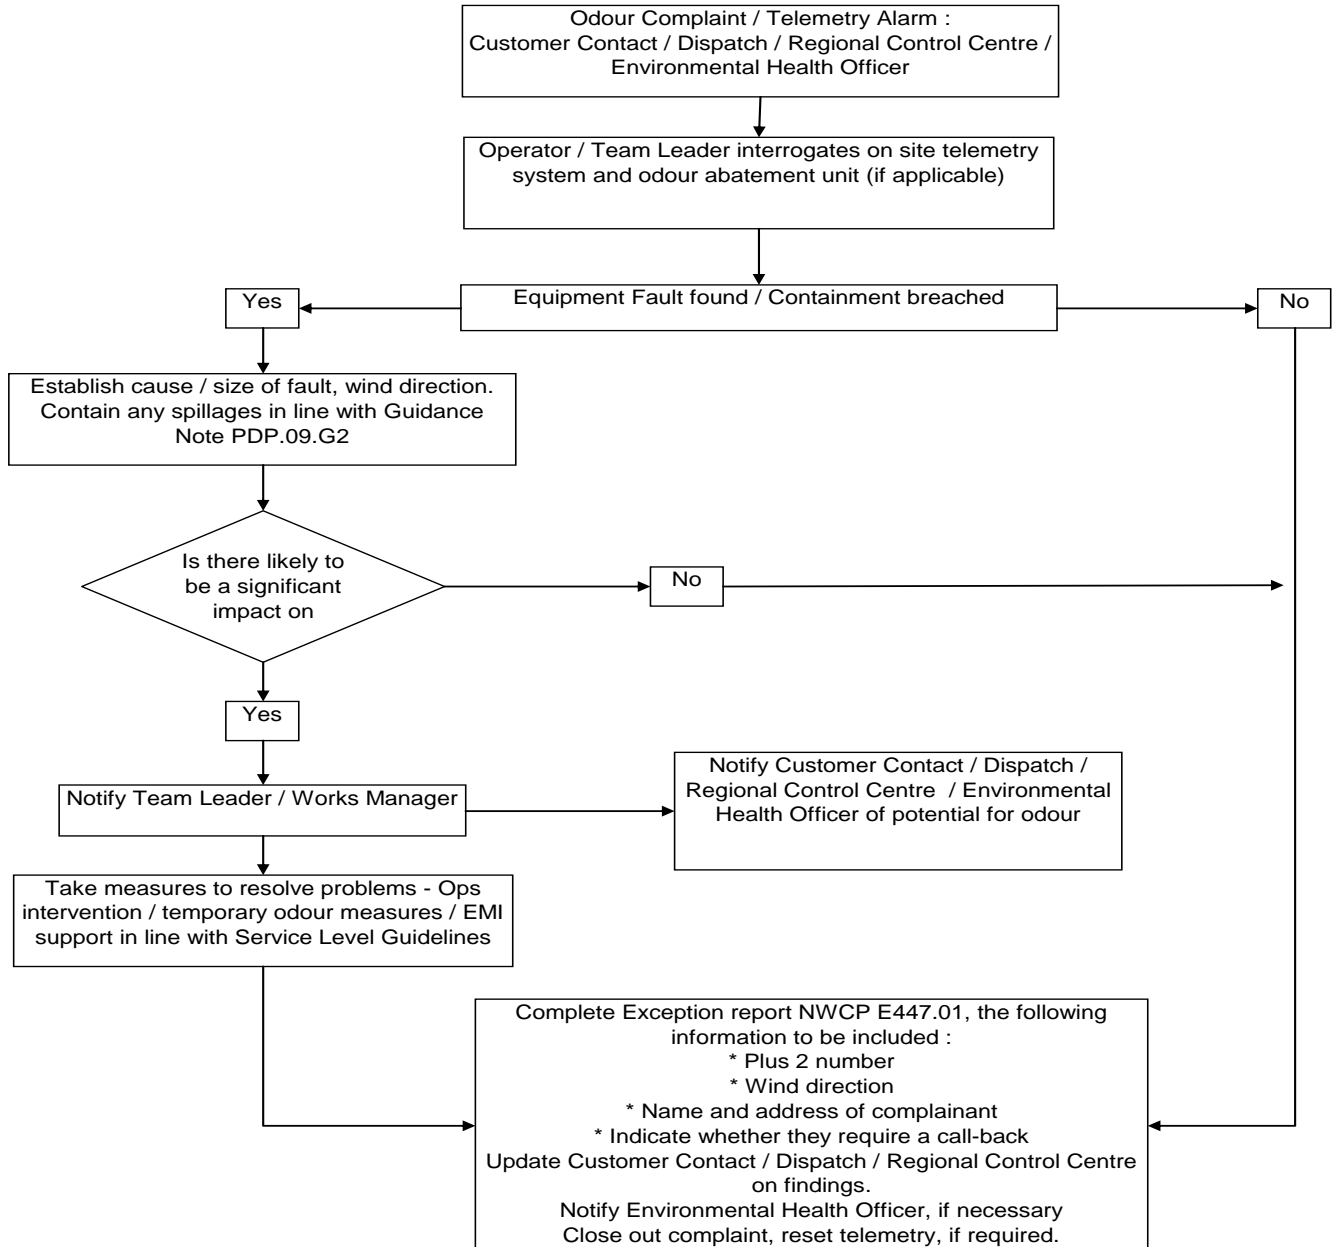 Odour Complaint / Telemetry Alarm :
Customer Contact / Dispatch / Regional Control Centre /
Environmental Health Officer
Operator / Team Leader interrogates on site telemetry
system and odour abatement unit (if applicable)
Yes
Equipment Fault found / Containment breached
No
Establish cause / size of fault, wind direction.
Contain any spillages in line with Guidance
Note PDP.09.G2
Is there likely to
be a significant
impact on
No
Yes
Notify Team Leader / Works Manager
Notify Customer Contact / Dispatch /
Regional Control Centre / Environmental
Health Officer of potential for odour
Take measures to resolve problems - Ops
intervention / temporary odour measures / EMI
support in line with Service Level Guidelines
Complete Exception report NWCP E447.01, the following
information to be included :
* Plus 2 number
* Wind direction
* Name and address of complainant
* Indicate whether they require a call-back
Update Customer Contact / Dispatch / Regional Control Centre
on findings.
Notify Environmental Health Officer, if necessary
Close out complaint, reset telemetry, if required.